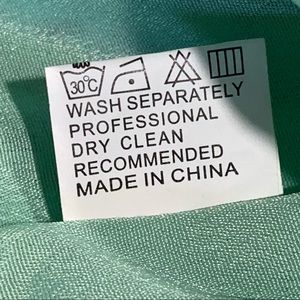 30°C
WASH SEPARATELY
PROFESSIONAL
DRY CLEAN
RECOMMENDED
MADE IN CHINA